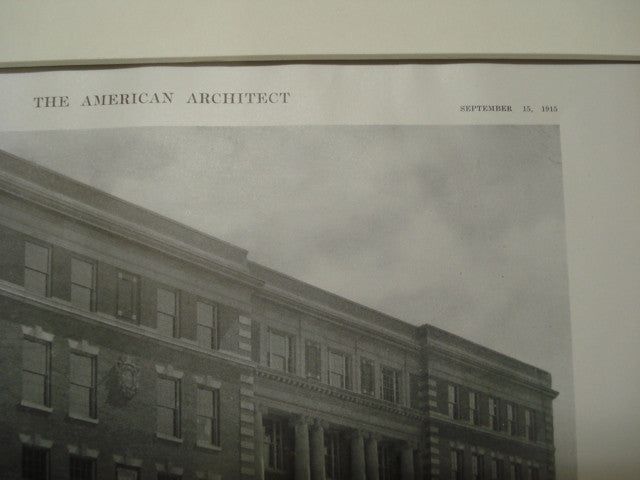 THE AMERICAN ARCHITECT
SEPTEMBER 15, 1915